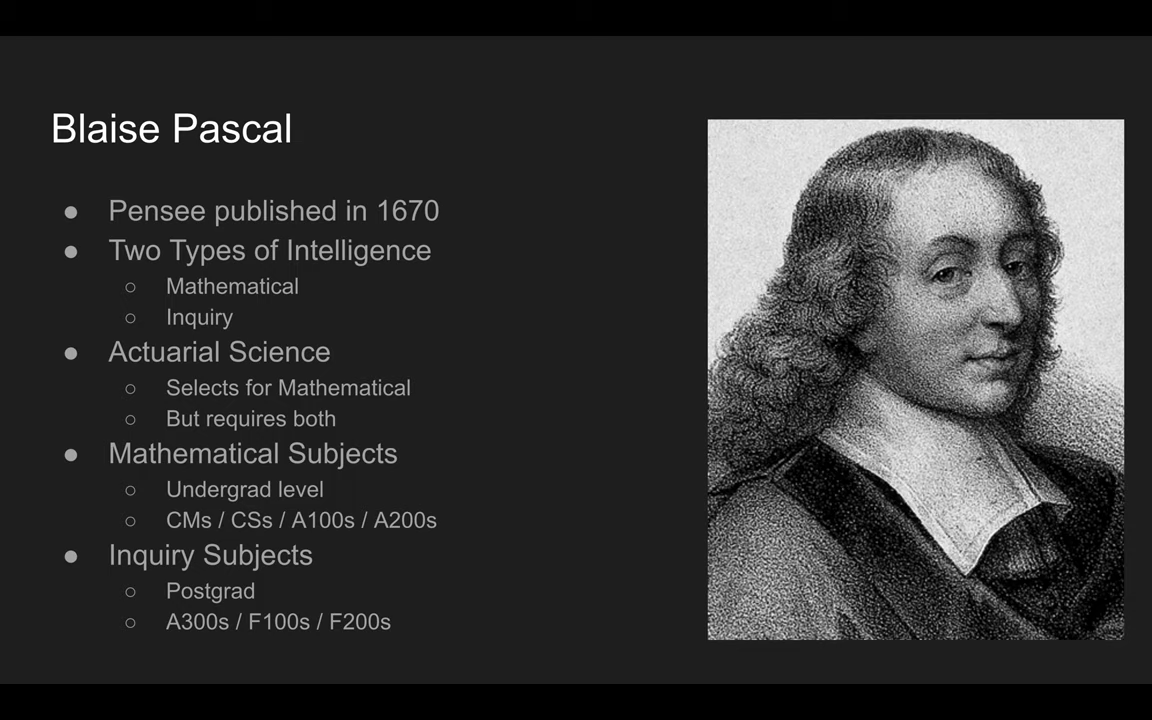 Blaise Pascal
● Pensee published in 1670
● Two Types of Intelligence
○ Mathematical
○ Inquiry
● Actuarial Science
○ Selects for Mathematical
○ But requires both
● Mathematical Subjects
○ Undergrad level
○ CMs / CSs / A100s / A200s
● Inquiry Subjects
○ Postgrad
○ A300s / F100s / F200s